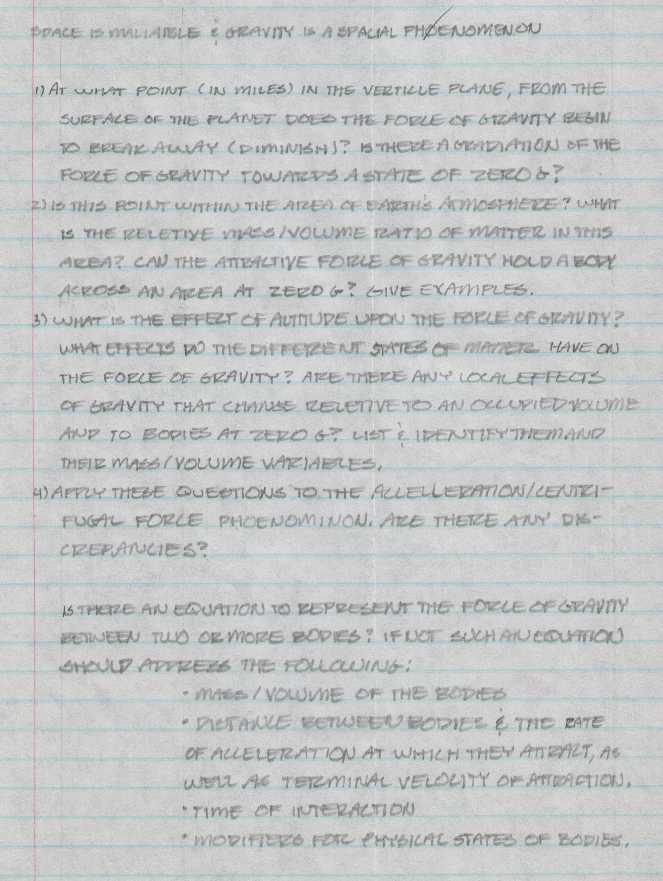 SPACE IS MALIABLE & GRAVITY IS A SPACIAL PHOENOMENON
1) AT WHAT POINT (IN MILES) IN THE VERTICLE PLANE, FROM THE
SURFACE OF THE PLANET DOES THE FORCE OF GRAVITY BEGIN
TO BREAK AWAY (DIMINISH)? IS THERE A GRADIATION OF THE
FORCE OF GRAVITY TOWARDS A STATE OF ZERO G?
2) IS THIS POINT WITHIN THE AREA OF EARTH'S ATMOSPHERE? WHAT
IS THE RELETIVE MASS/VOLUME RATIO OF MATTER IN THIS
AREA? CAN THE ATTRACTIVE FORCE OF GRAVITY HOLD A BODY
ACROSS AN AREA AT ZERO G? GIVE EXAMPLES.
3) WHAT IS THE EFFECT OF ALTITUDE UPON THE FORCE OF GRAVITY?
WHAT EFFECTS DO THE DIFFERENT STATES OF MATTER HAVE ON
THE FORCE OF GRAVITY? ARE THERE ANY LOCAL EFFECTS
OF GRAVITY THAT CHANGE RELETIVE TO AN OCCUPIED VOLUME
AND TO BODIES AT ZERO G? LIST & IDENTIFY THEM AND
THEIR MASS/VOLUME VARIABLES.
4) APPLY THESE QUESTIONS TO THE ACCELLERATION/CENTRI-
FUGAL FORCE PHOENOMINON. ARE THERE ANY DIS-
CREPANCIES?
IS THERE AN EQUATION TO REPRESENT THE FORCE OF GRAVITY
BETWEEN TWO OR MORE BODIES? IF NOT SUCH AN EQUATION
SHOULD ADDRESS THE FOLLOWING:
• MASS/VOLUME OF THE BODIES
• DISTANCE BETWEEN BODIES & THE RATE
OF ACCELERATION AT WHICH THEY ATTRACT, AS
WELL AS TERMINAL VELOCITY OF ATTRACTION.
• TIME OF INTERACTION
• MODIFIERS FOR PHYSICAL STATES OF BODIES.